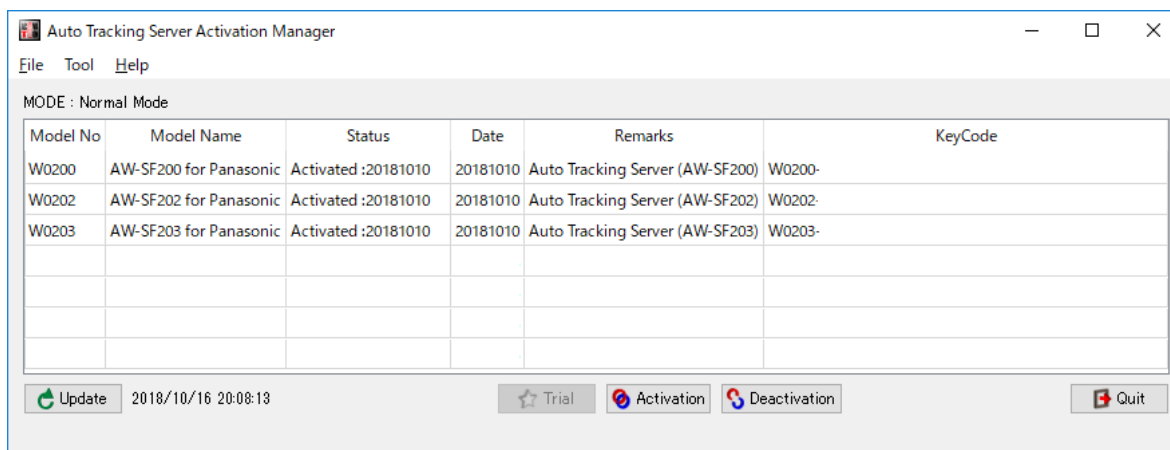 Auto Tracking Server Activation Manager
File Tool Help
MODE : Normal Mode
Model No Model Name Status Date Remarks KeyCode
W0200 AW-SF200 for Panasonic Activated :20181010 20181010 Auto Tracking Server (AW-SF200) W0200-
W0202 AW-SF202 for Panasonic Activated :20181010 20181010 Auto Tracking Server (AW-SF202) W0202-
W0203 AW-SF203 for Panasonic Activated :20181010 20181010 Auto Tracking Server (AW-SF203) W0203-
Update 2018/10/16 20:08:13 Trial Activation Deactivation Quit